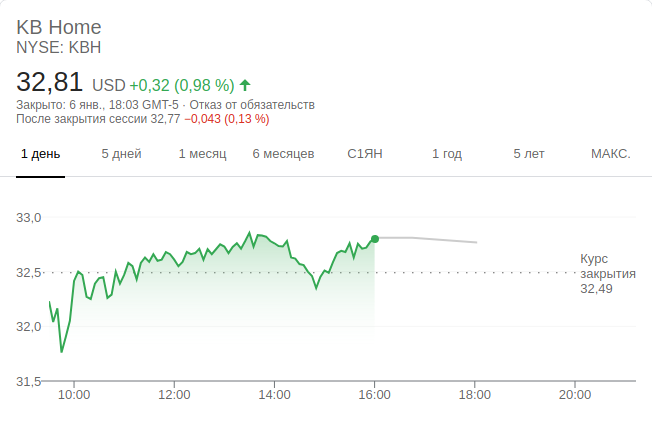 KB Home
NYSE: KBH
32,81 USD +0,32 (0,98 %)
Закрыто: 6 янв., 18:03 GMT-5 · Отказ от обязательств
После закрытия сессии 32,77 −0,043 (0,13 %)
1 день 5 дней 1 месяц 6 месяцев С1ЯН 1 год 5 лет МАКС.
33,0
32,5
32,0
31,5
Курс
закрытия
32,49
10:00 12:00 14:00 16:00 18:00 20:00